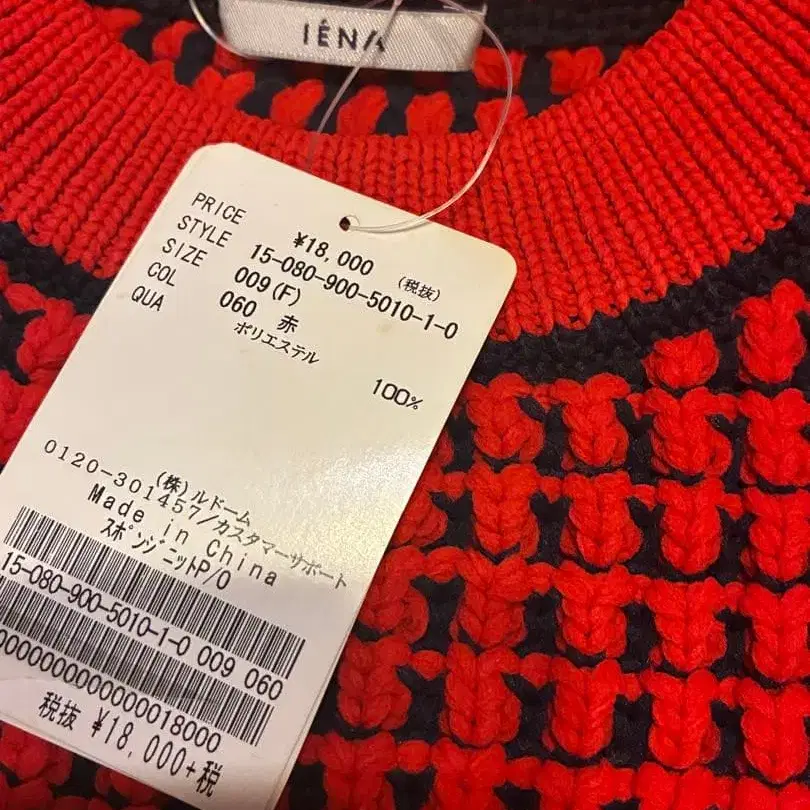 IÉNA
PRICE ¥18,000 (税抜)
STYLE 15-080-900-5010-1-0
SIZE 009(F)
COL 060 赤
QUA ポリエステル
100%
(株)ルドーム
0120-301457/カスタマーサポート
Made in China
スポンジニットP/O
15-080-900-5010-1-0 009 060
税抜 ¥18,000+税